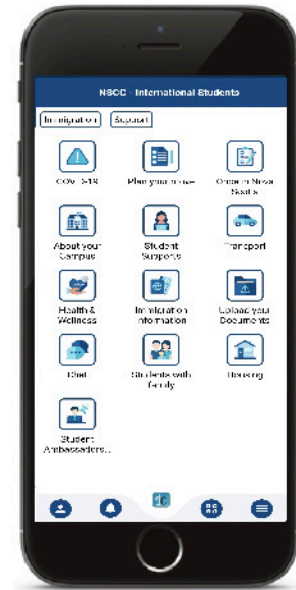 NSCC - International Students
Immigration
Support
COVID-19
Plan your move
Once in Nova
Scotia
About your
Campus
Student
Supports
Transport
Health &
Wellness
Immigration
Information
Upload your
Documents
Chat
Students with
family
Housing
Student
Ambassadors...